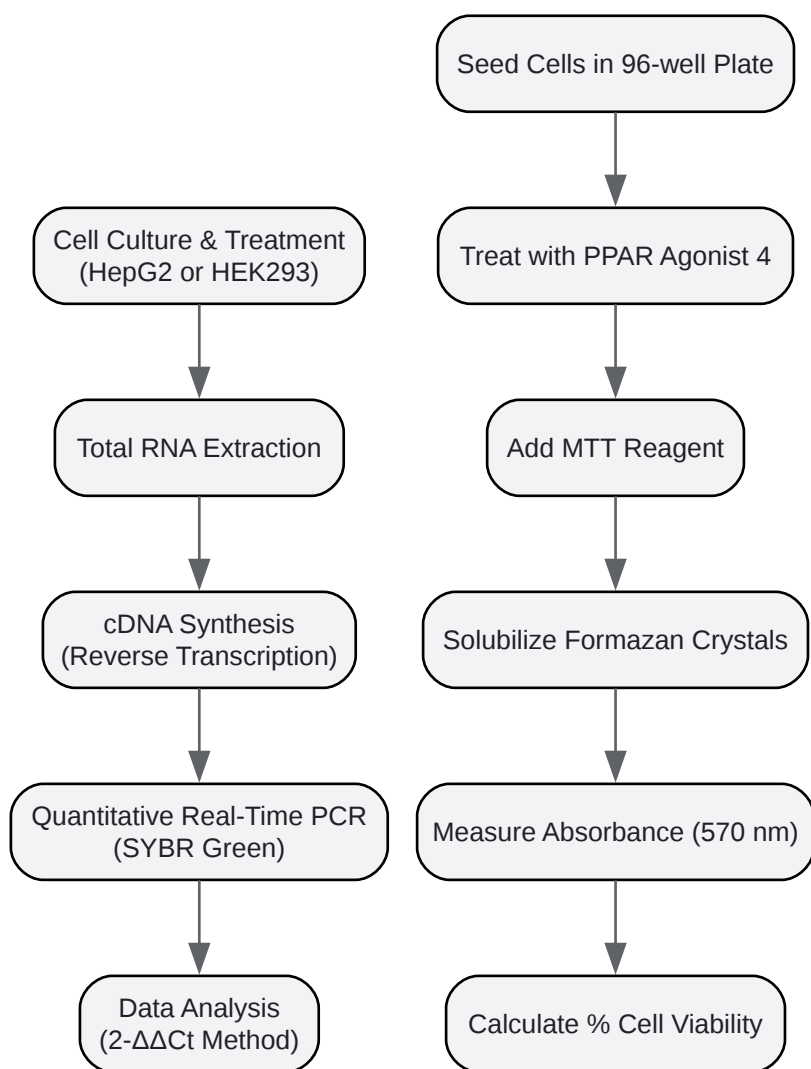 Seed Cells in 96-well Plate
Cell Culture & Treatment
(HepG2 or HEK293)
Treat with PPAR Agonist 4
Total RNA Extraction
Add MTT Reagent
cDNA Synthesis
(Reverse Transcription)
Solubilize Formazan Crystals
Quantitative Real-Time PCR
(SYBR Green)
Measure Absorbance (570 nm)
Data Analysis
(2-ΔΔCt Method)
Calculate % Cell Viability